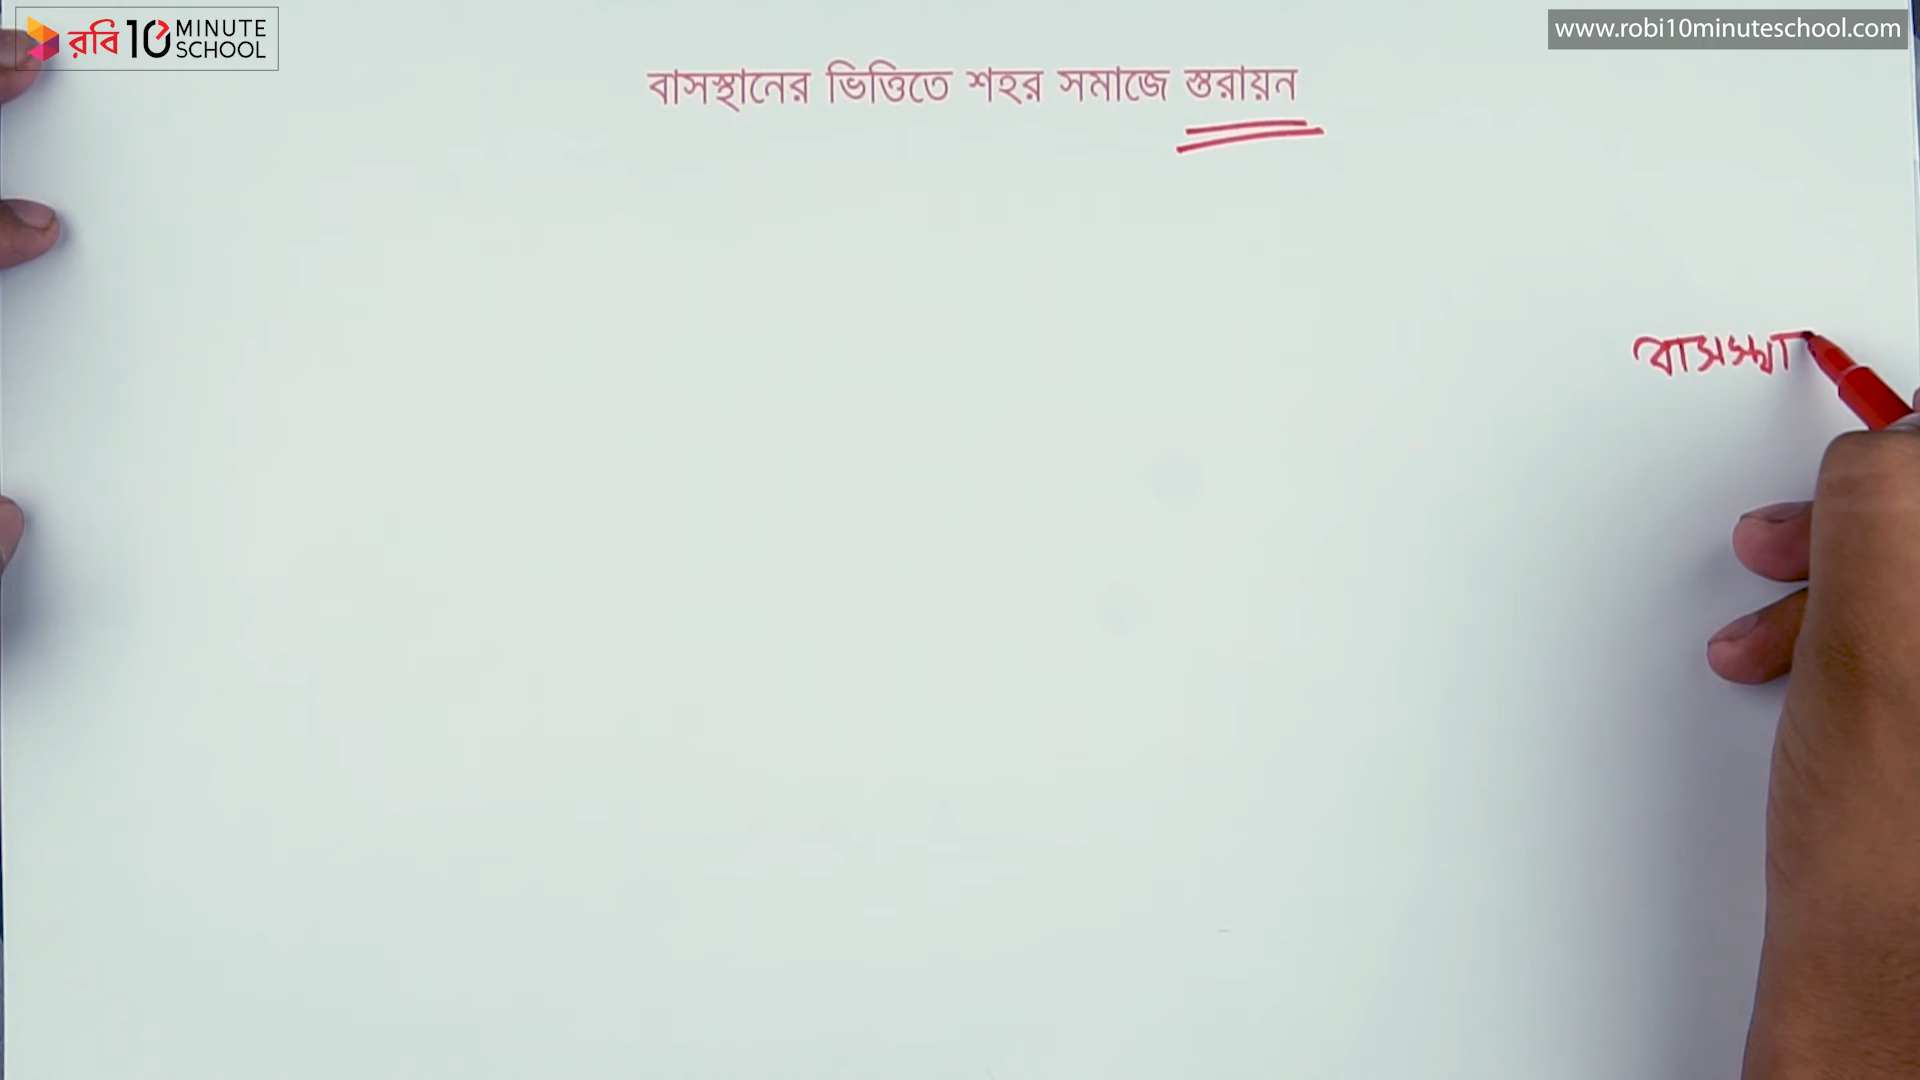 রবি 10 MINUTE SCHOOL
www.robi10minuteschool.com
বাসস্থানের ভিত্তিতে শহর সমাজে স্তরায়ন
বাসস্থা